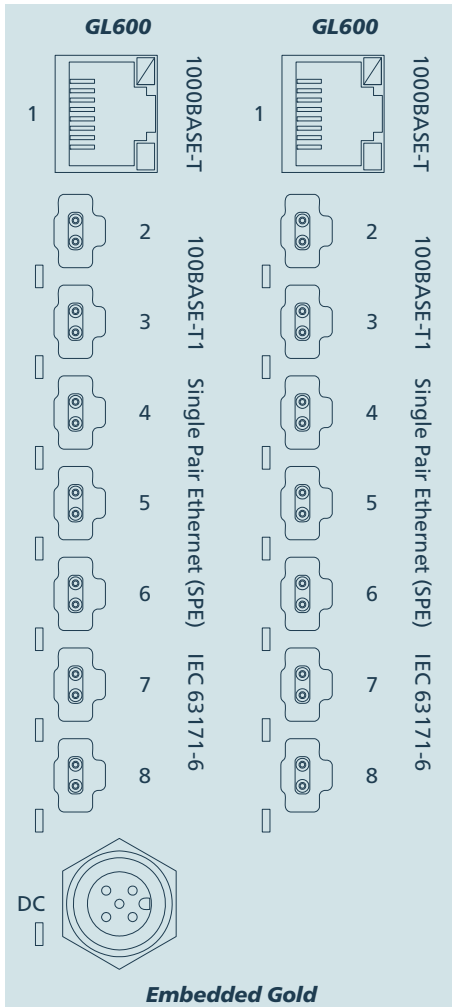 GL600
GL600
1
1000BASE-T
1
1000BASE-T
2
3
4
5
6
7
8
100BASE-T1 Single Pair Ethernet (SPE) IEC 63171-6
2
3
4
5
6
7
8
100BASE-T1 Single Pair Ethernet (SPE) IEC 63171-6
DC
Embedded Gold